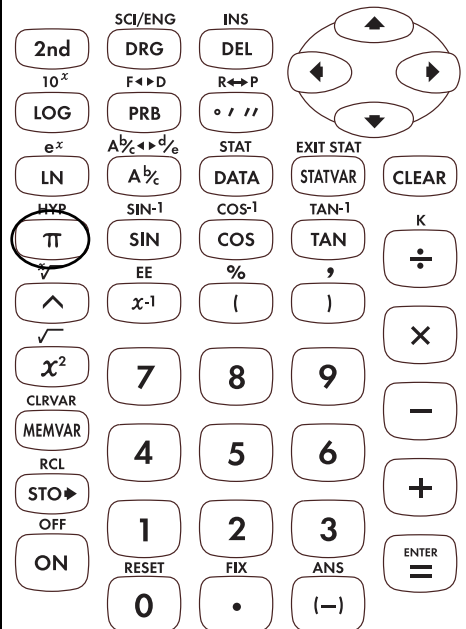 SCI/ENG INS
2nd DRG DEL
10ˣ F◂▸D R↔P
LOG PRB ° ′ ″
eˣ Ab/c◂▸d/e STAT EXIT STAT
LN Ab/c DATA STATVAR CLEAR
HYP SIN-1 COS-1 TAN-1 K
π SIN COS TAN ÷
ˣ√ EE % ,
^ x-1 ( ) ×
√
x² 7 8 9
CLRVAR −
MEMVAR 4 5 6
RCL
STO▸ +
OFF 1 2 3
ON ENTER
RESET FIX ANS =
0 . (—)